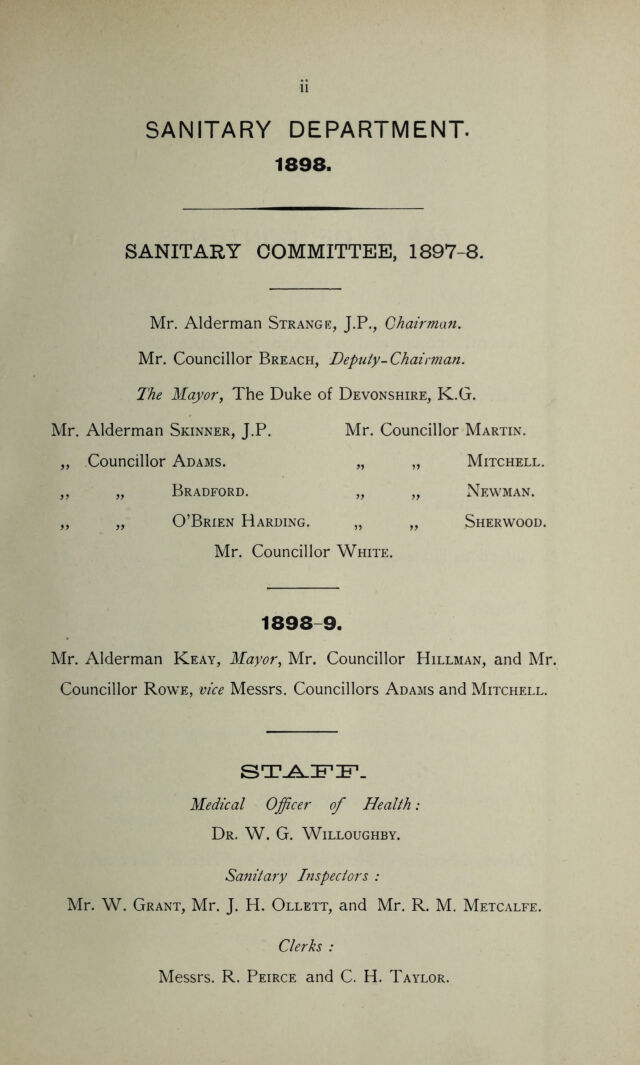 ii
SANITARY DEPARTMENT.
1898.
SANITARY COMMITTEE, 1897-8.
Mr. Alderman STRANGE, J.P., Chairman.
Mr. Councillor BREACH, Deputy-Chairman.
The Mayor, The Duke of DEVONSHIRE, K.G.
Mr. Alderman SKINNER, J.P. Mr. Councillor MARTIN.
„ Councillor ADAMS. „ „ MITCHELL.
„ „ BRADFORD. „ „ NEWMAN.
„ „ O'BRIEN HARDING. „ „ SHERWOOD.
Mr. Councillor WHITE.
1898-9.
Mr. Alderman KEAY, Mayor, Mr. Councillor HILLMAN, and Mr.
Councillor ROWE, vice Messrs. Councillors ADAMS and MITCHELL.
STAFF.
Medical Officer of Health:
DR. W. G. WILLOUGHBY.
Sanitary Inspectors :
Mr. W. GRANT, Mr. J. H. OLLETT, and Mr. R. M. METCALFE.
Clerks :
Messrs. R. PEIRCE and C. H. TAYLOR.